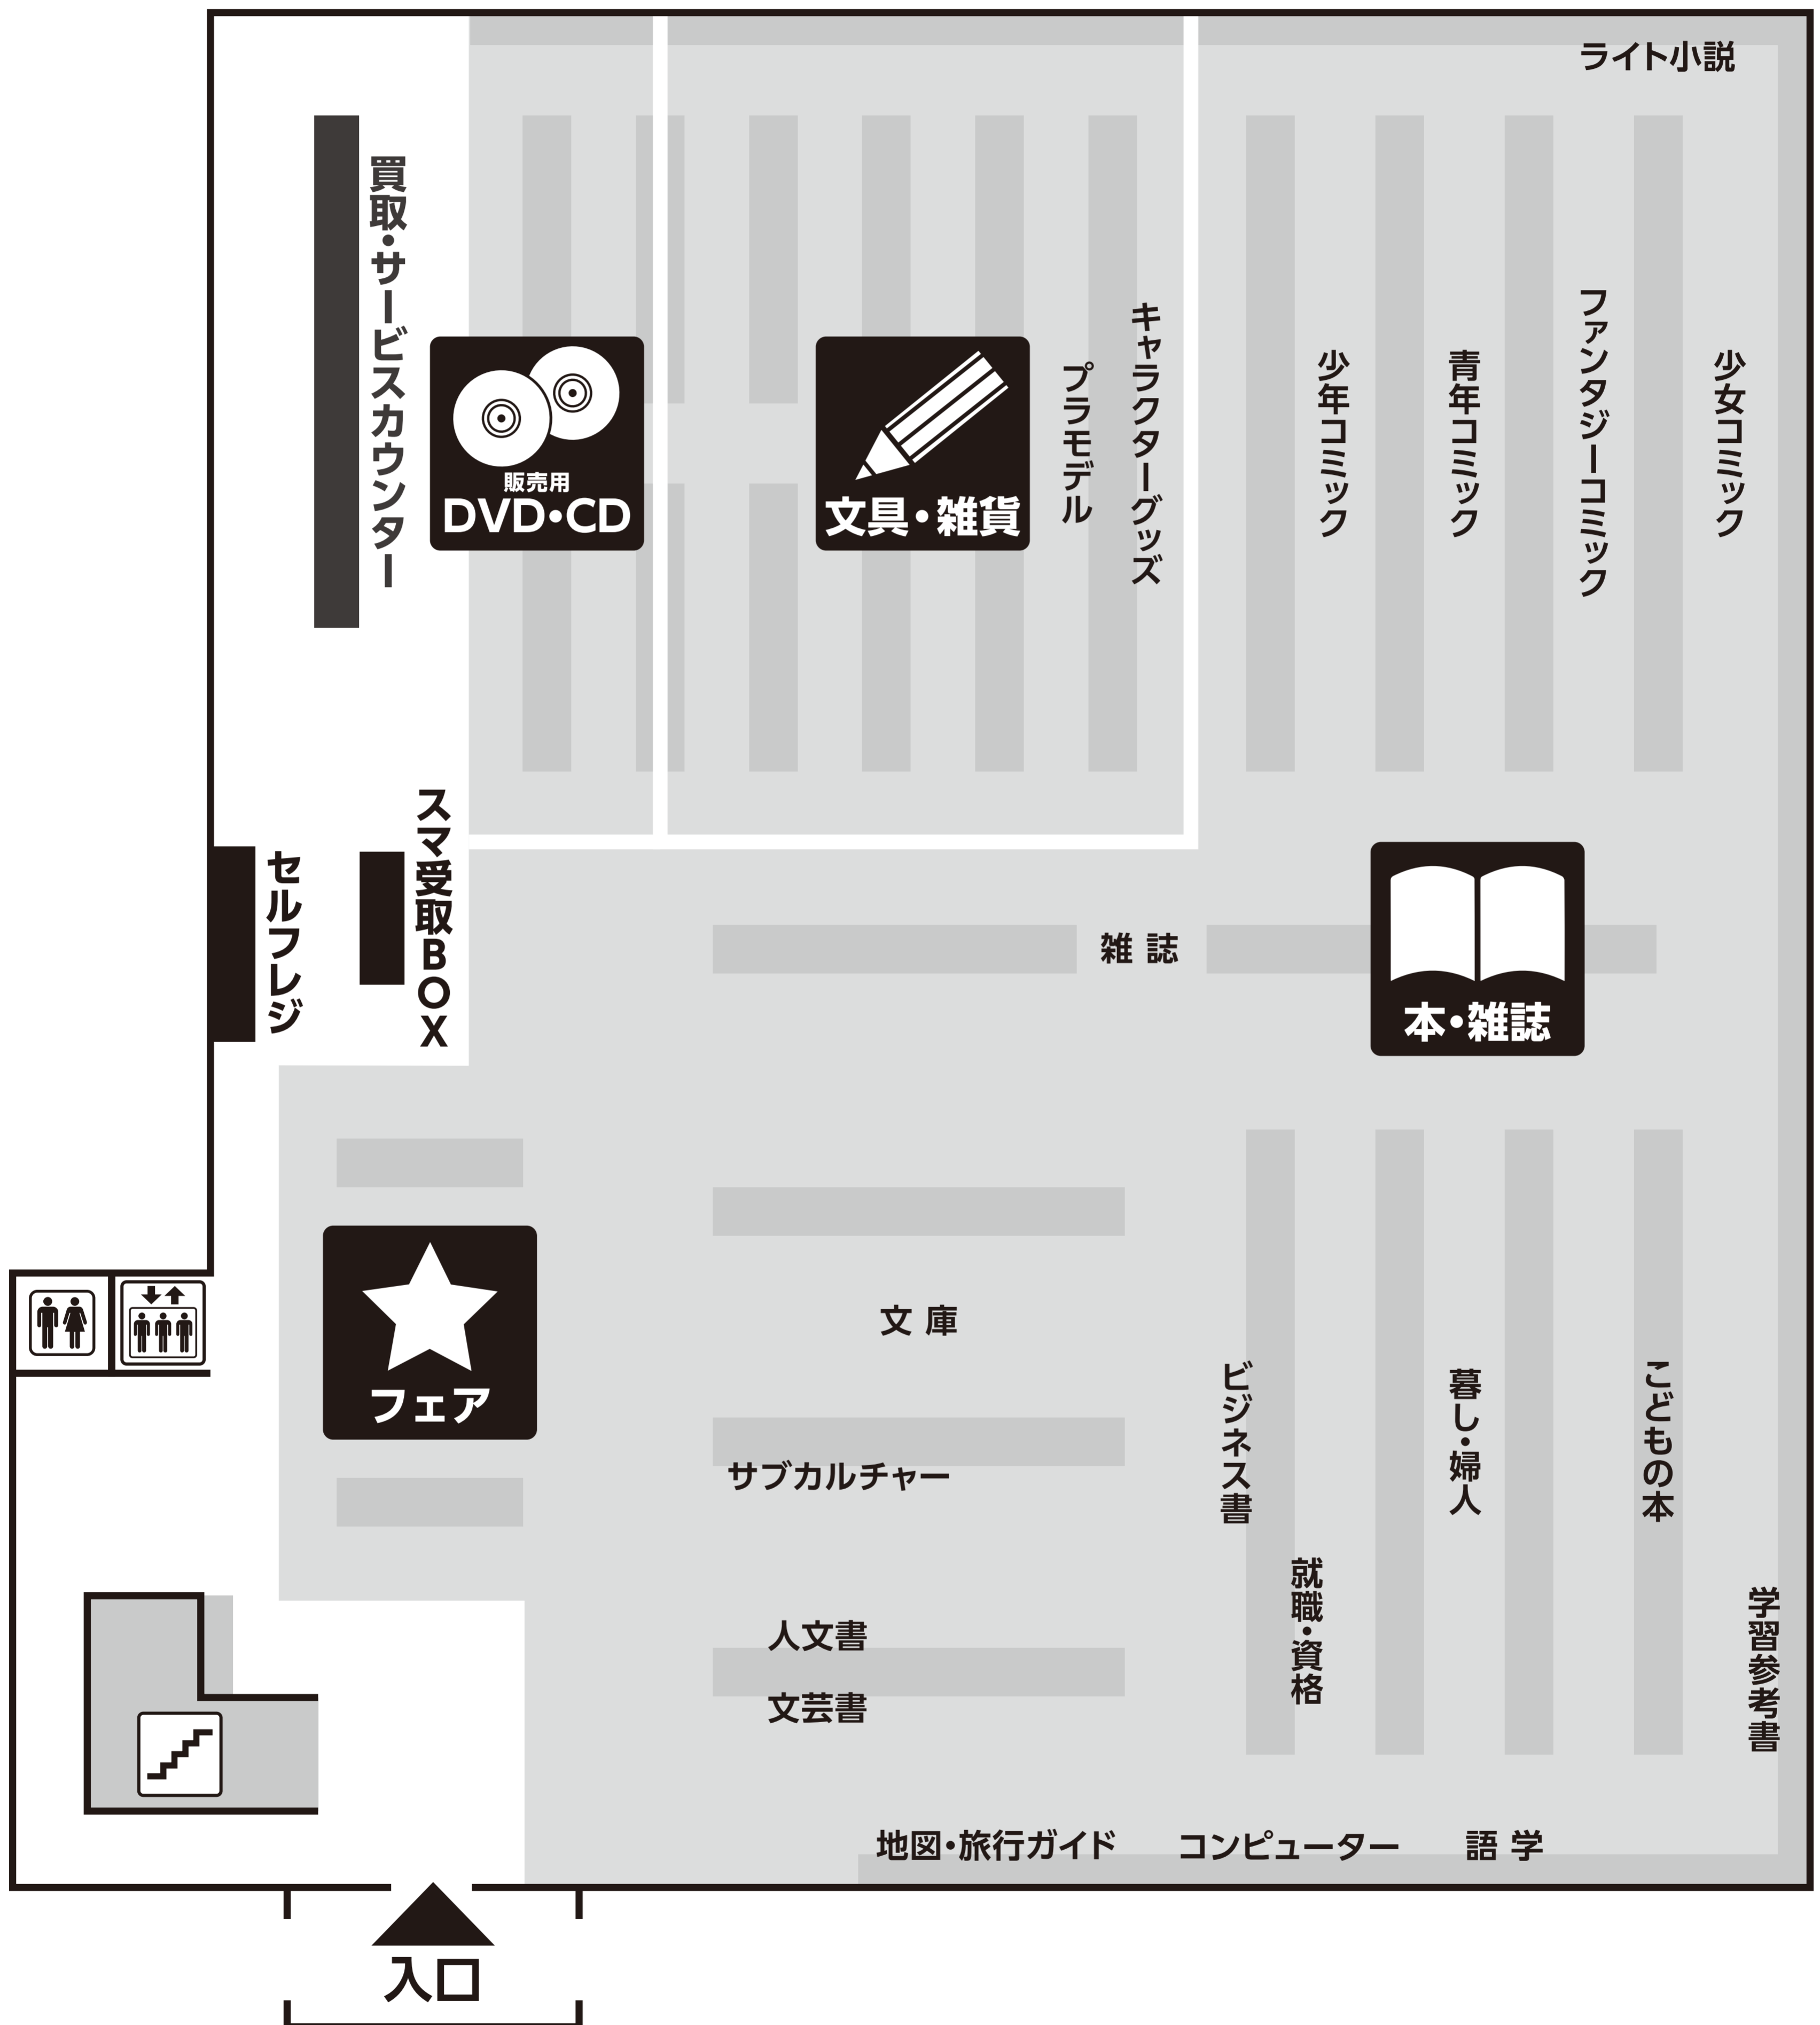 ライト小説
買取・サービスカウンター
販売用
DVD・CD
文具・雑貨
プラモデル
キャラクターグッズ
少年コミック
青年コミック
ファンタジーコミック
少女コミック
セルフレジ
スマ受取BOX
雑誌
本・雑誌
フェア
文庫
サブカルチャー
人文書
文芸書
ビジネス書
就職・資格
暮し・婦人
こどもの本
学習参考書
地図・旅行ガイド
コンピューター
語学
入口